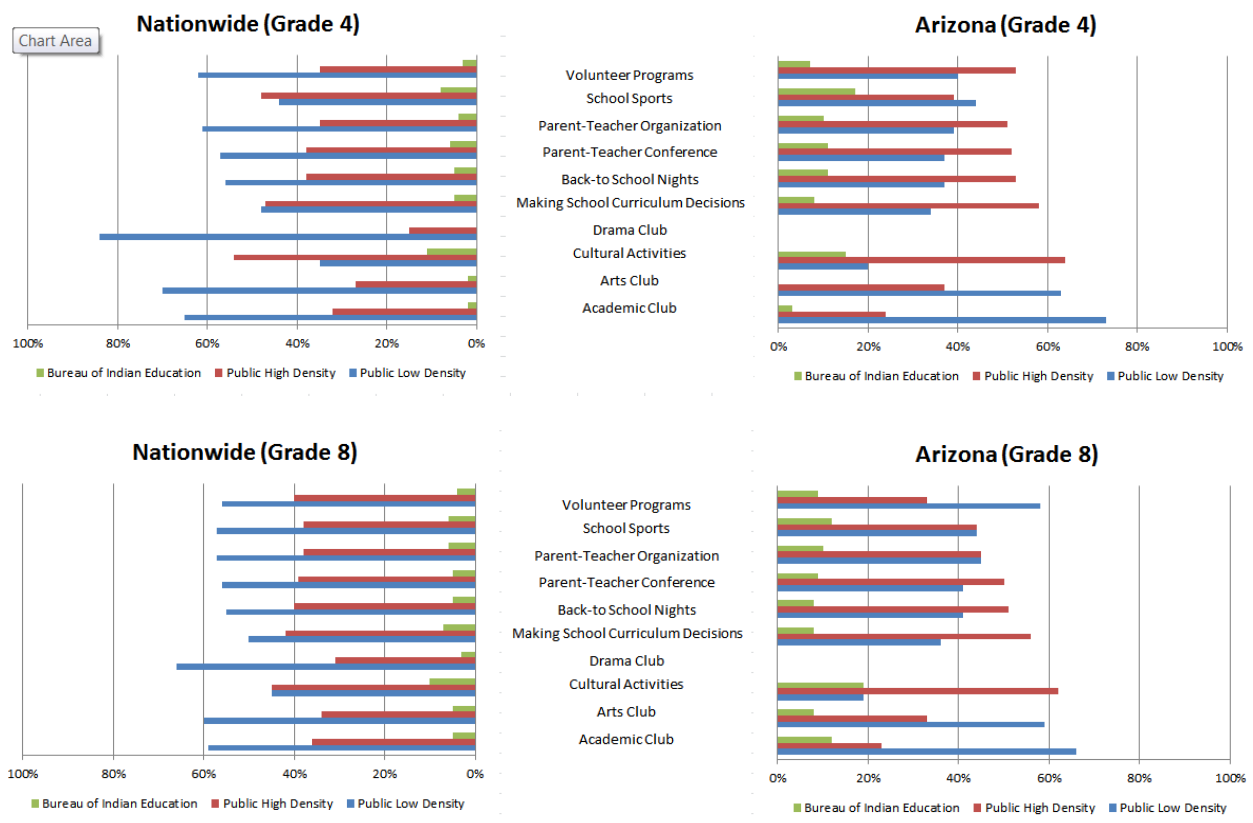 Nationwide (Grade 4)
Arizona (Grade 4)
Chart Area
Volunteer Programs
School Sports
Parent-Teacher Organization
Parent-Teacher Conference
Back-to School Nights
Making School Curriculum Decisions
Drama Club
Cultural Activities
Arts Club
Academic Club
100% 80% 60% 40% 20% 0%
0% 20% 40% 60% 80% 100%
Bureau of Indian Education Public High Density Public Low Density
Bureau of Indian Education Public High Density Public Low Density
Nationwide (Grade 8)
Arizona (Grade 8)
Volunteer Programs
School Sports
Parent-Teacher Organization
Parent-Teacher Conference
Back-to School Nights
Making School Curriculum Decisions
Drama Club
Cultural Activities
Arts Club
Academic Club
100% 80% 60% 40% 20% 0%
0% 20% 40% 60% 80% 100%
Bureau of Indian Education Public High Density Public Low Density
Bureau of Indian Education Public High Density Public Low Density